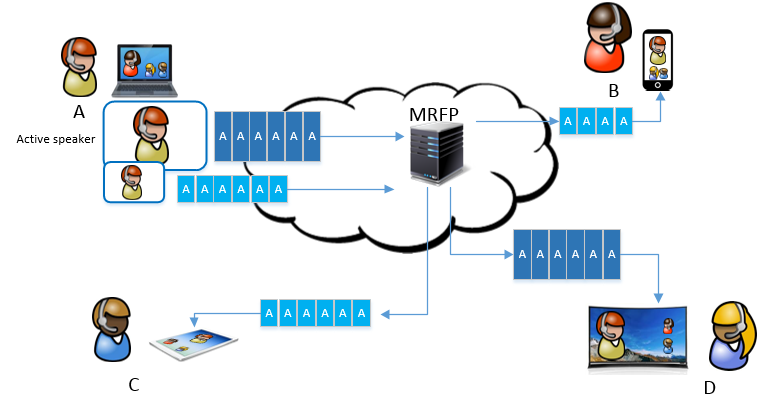 A
B
MRFP
Active speaker
A A A A A A
A A A A
A A A A A A
A A A A A A
A A A A A A
C
D